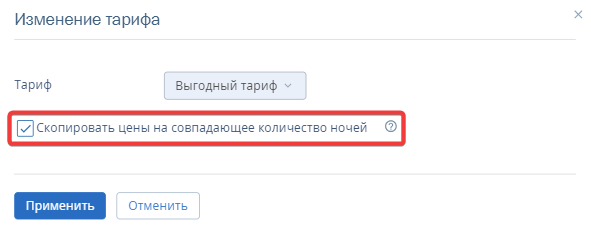 Изменение тарифа
Тариф
Выгодный тариф
Скопировать цены на совпадающее количество ночей
Применить
Отменить